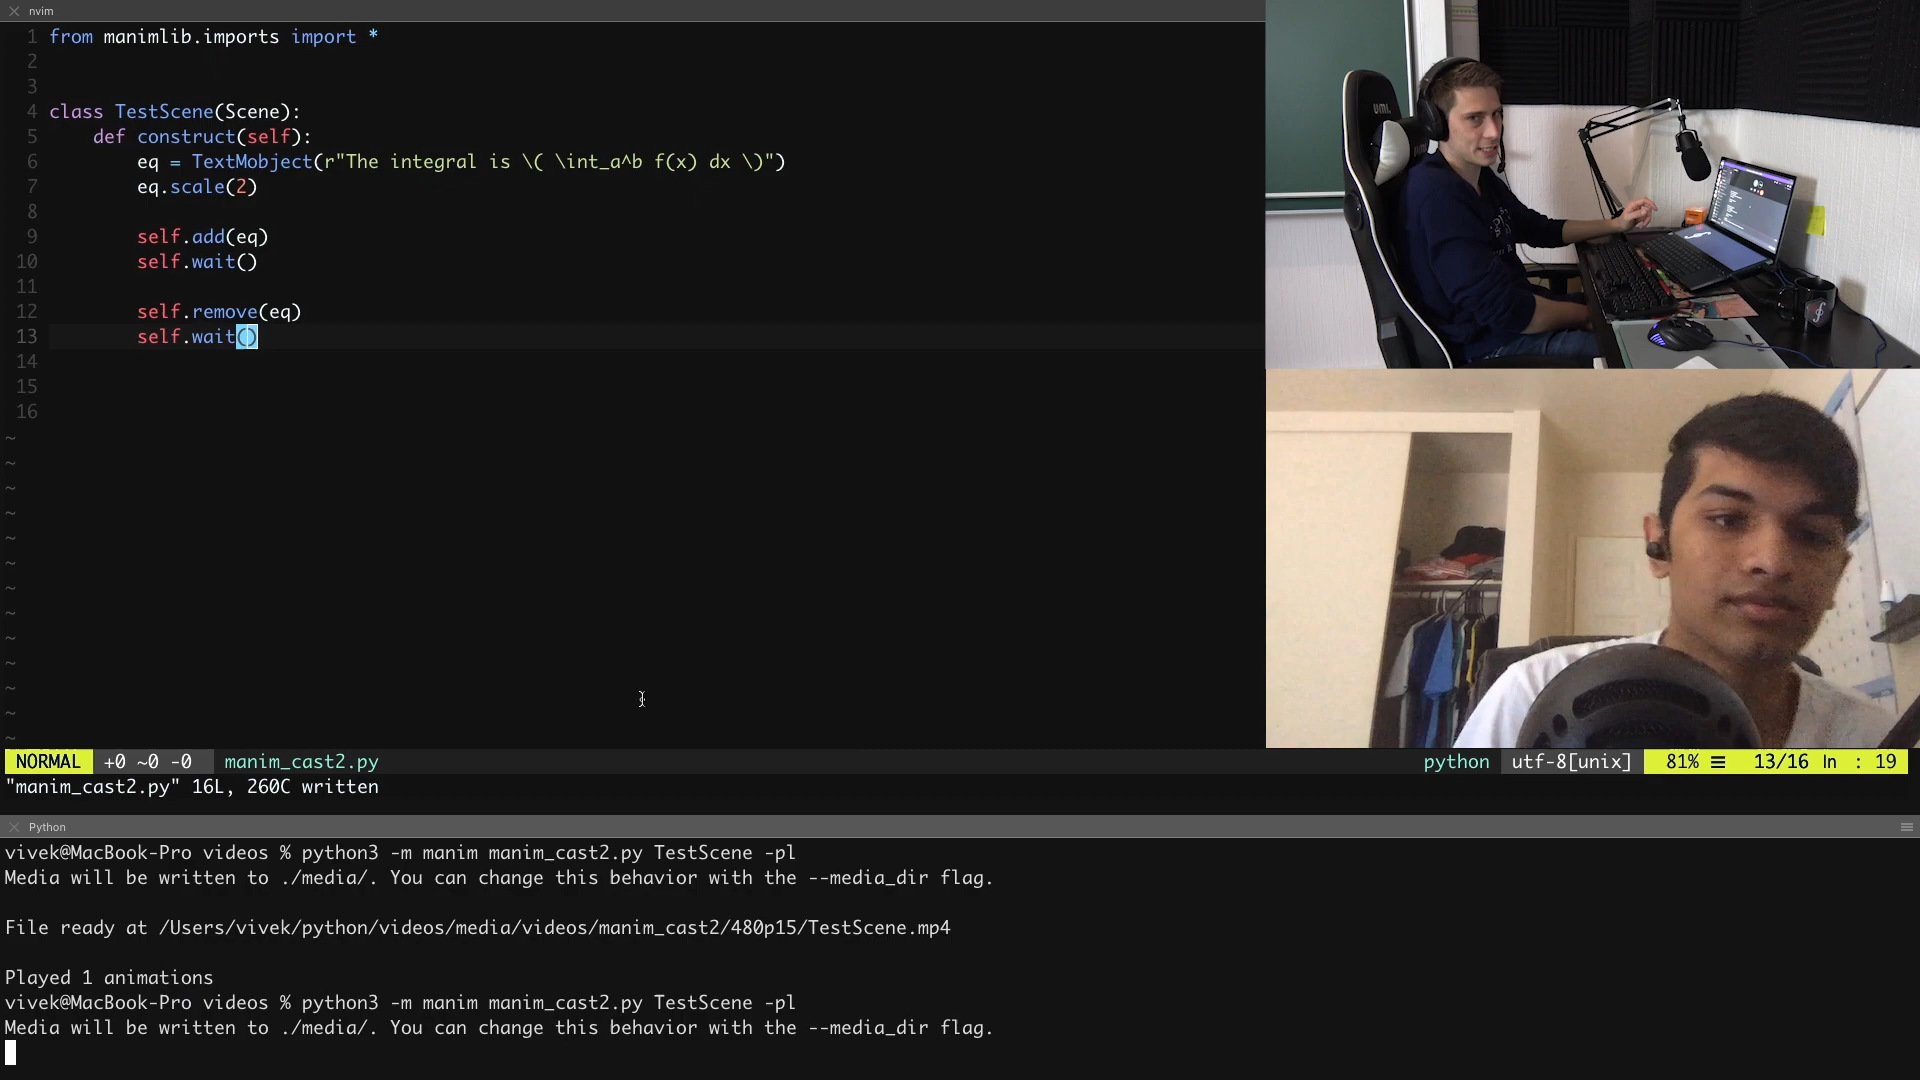 nvim
1 from manimlib.imports import *
2
3
4 class TestScene(Scene):
5 def construct(self):
6 eq = TextMobject(r"The integral is \( \int_a^b f(x) dx \)")
7 eq.scale(2)
8
9 self.add(eq)
10 self.wait()
11
12 self.remove(eq)
13 self.wait()
14
15
16
~
~
~
~
~
~
~
~
~
~
~
~
~
NORMAL +0 ~0 -0 manim_cast2.py python utf-8[unix] 81% ☰ 13/16 ln : 19
"manim_cast2.py" 16L, 260C written
Python
vivek@MacBook-Pro videos % python3 -m manim manim_cast2.py TestScene -pl
Media will be written to ./media/. You can change this behavior with the --media_dir flag.
File ready at /Users/vivek/python/videos/media/videos/manim_cast2/480p15/TestScene.mp4
Played 1 animations
vivek@MacBook-Pro videos % python3 -m manim manim_cast2.py TestScene -pl
Media will be written to ./media/. You can change this behavior with the --media_dir flag.